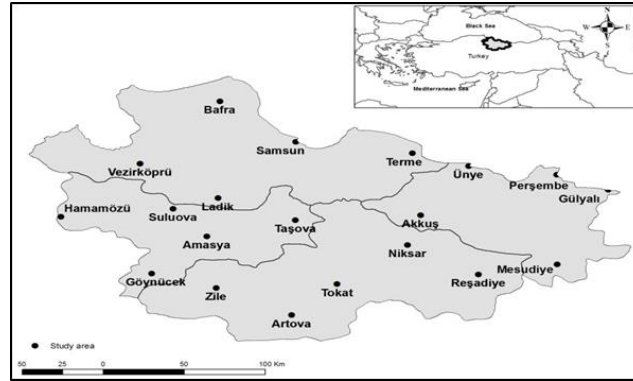 Black Sea
Turkey
Mediterranean Sea
N
W
E
S
Bafra
Samsun
Terme
Vezirköprü
Ünye
Perşembe
Gülyalı
Hamamözü
Suluova
Ladik
Taşova
Akkuş
Amasya
Niksar
Göynücek
Zile
Tokat
Reşadiye
Mesudiye
Artova
Study area
50 25 0 50 100 Km